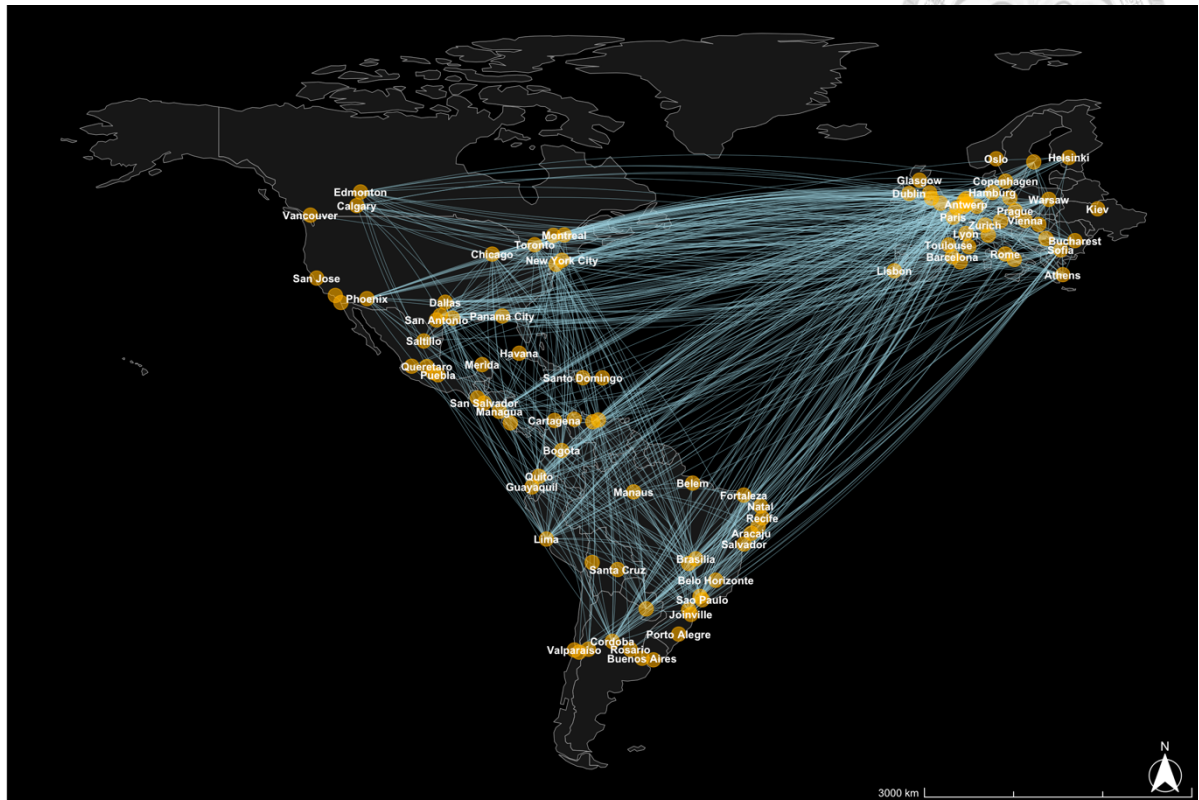 Oslo
Helsinki
Glasgow
Copenhagen
Edmonton
Dublin
Hamburg
Warsaw
Calgary
Antwerp
Kiev
Vancouver
Paris
Prague
Zurich
Vienna
Montreal
Lyon
Toronto
Toulouse
Bucharest
Chicago
Sofia
New York City
Barcelona
Rome
Lisbon
Athens
San Jose
Phoenix
Dallas
San Antonio
Panama City
Saltillo
Havana
Queretaro
Merida
Puebla
Santo Domingo
San Salvador
Managua
Cartagena
Bogota
Quito
Guayaquil
Manaus
Belem
Fortaleza
Natal
Recife
Lima
Aracaju
Salvador
Brasilia
Santa Cruz
Belo Horizonte
Sao Paulo
Joinville
Porto Alegre
Cordoba
Valparaíso
Rosario
Buenos Aires
N
3000 km